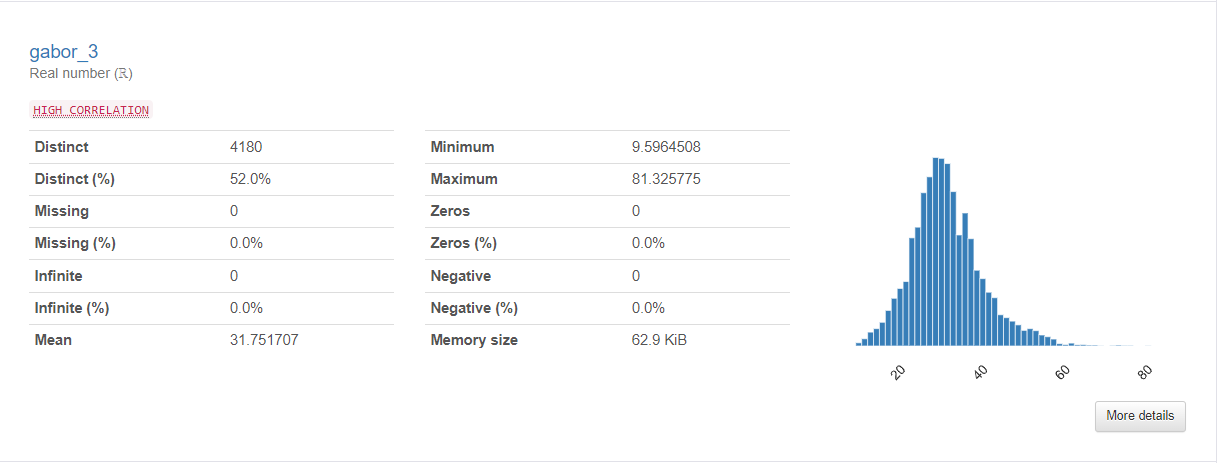 gabor_3
Real number (ℝ)
HIGH CORRELATION
Distinct 4180
Distinct (%) 52.0%
Missing 0
Missing (%) 0.0%
Infinite 0
Infinite (%) 0.0%
Mean 31.751707
Minimum 9.5964508
Maximum 81.325775
Zeros 0
Zeros (%) 0.0%
Negative 0
Negative (%) 0.0%
Memory size 62.9 KiB
20 40 60 80
More details